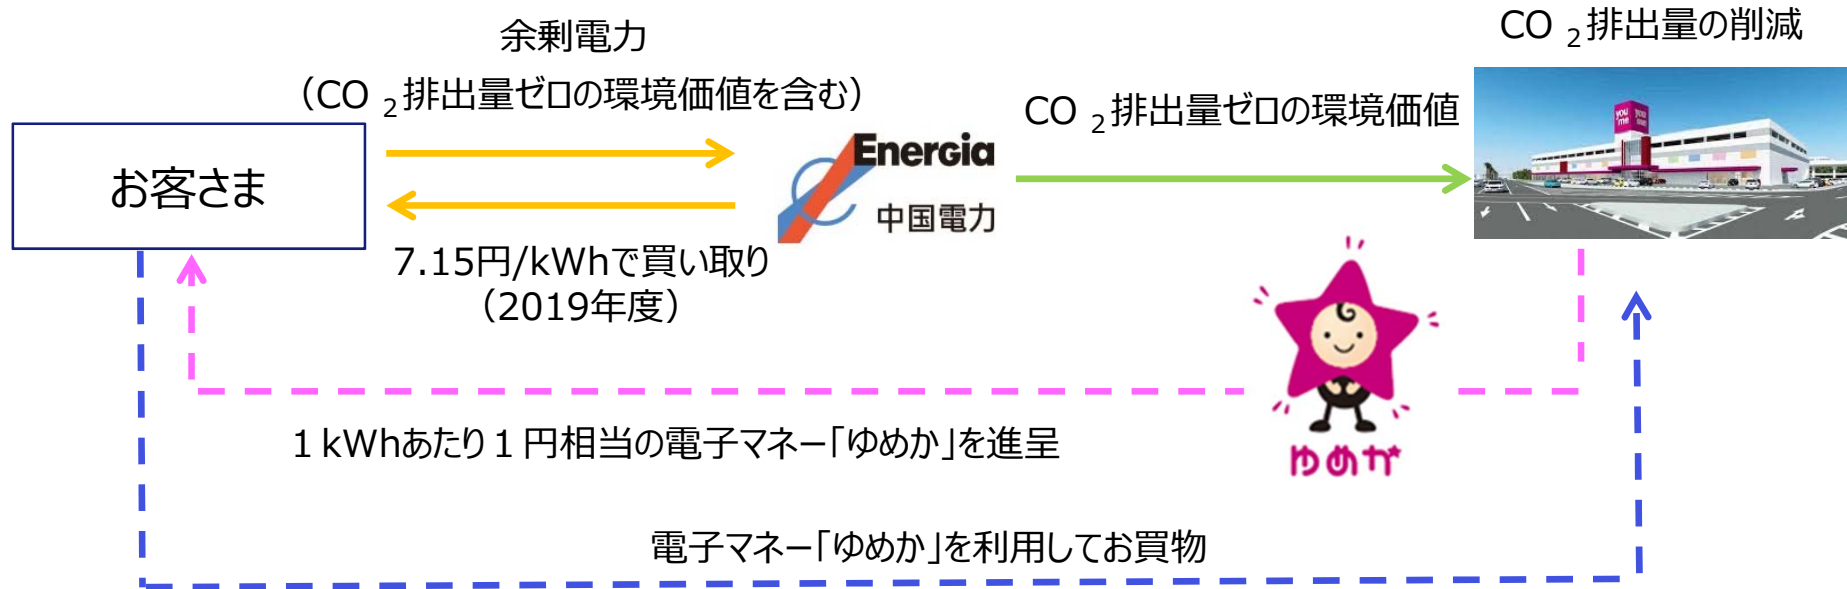 余剰電力
（CO 2排出量ゼロの環境価値を含む）
CO 2排出量の削減
CO 2排出量ゼロの環境価値
お客さま
Energia
中国電力
you me
you me
7.15円/kWhで買い取り
（2019年度）
１kWhあたり１円相当の電子マネー「ゆめか」を進呈
ゆめか
電子マネー「ゆめか」を利用してお買物